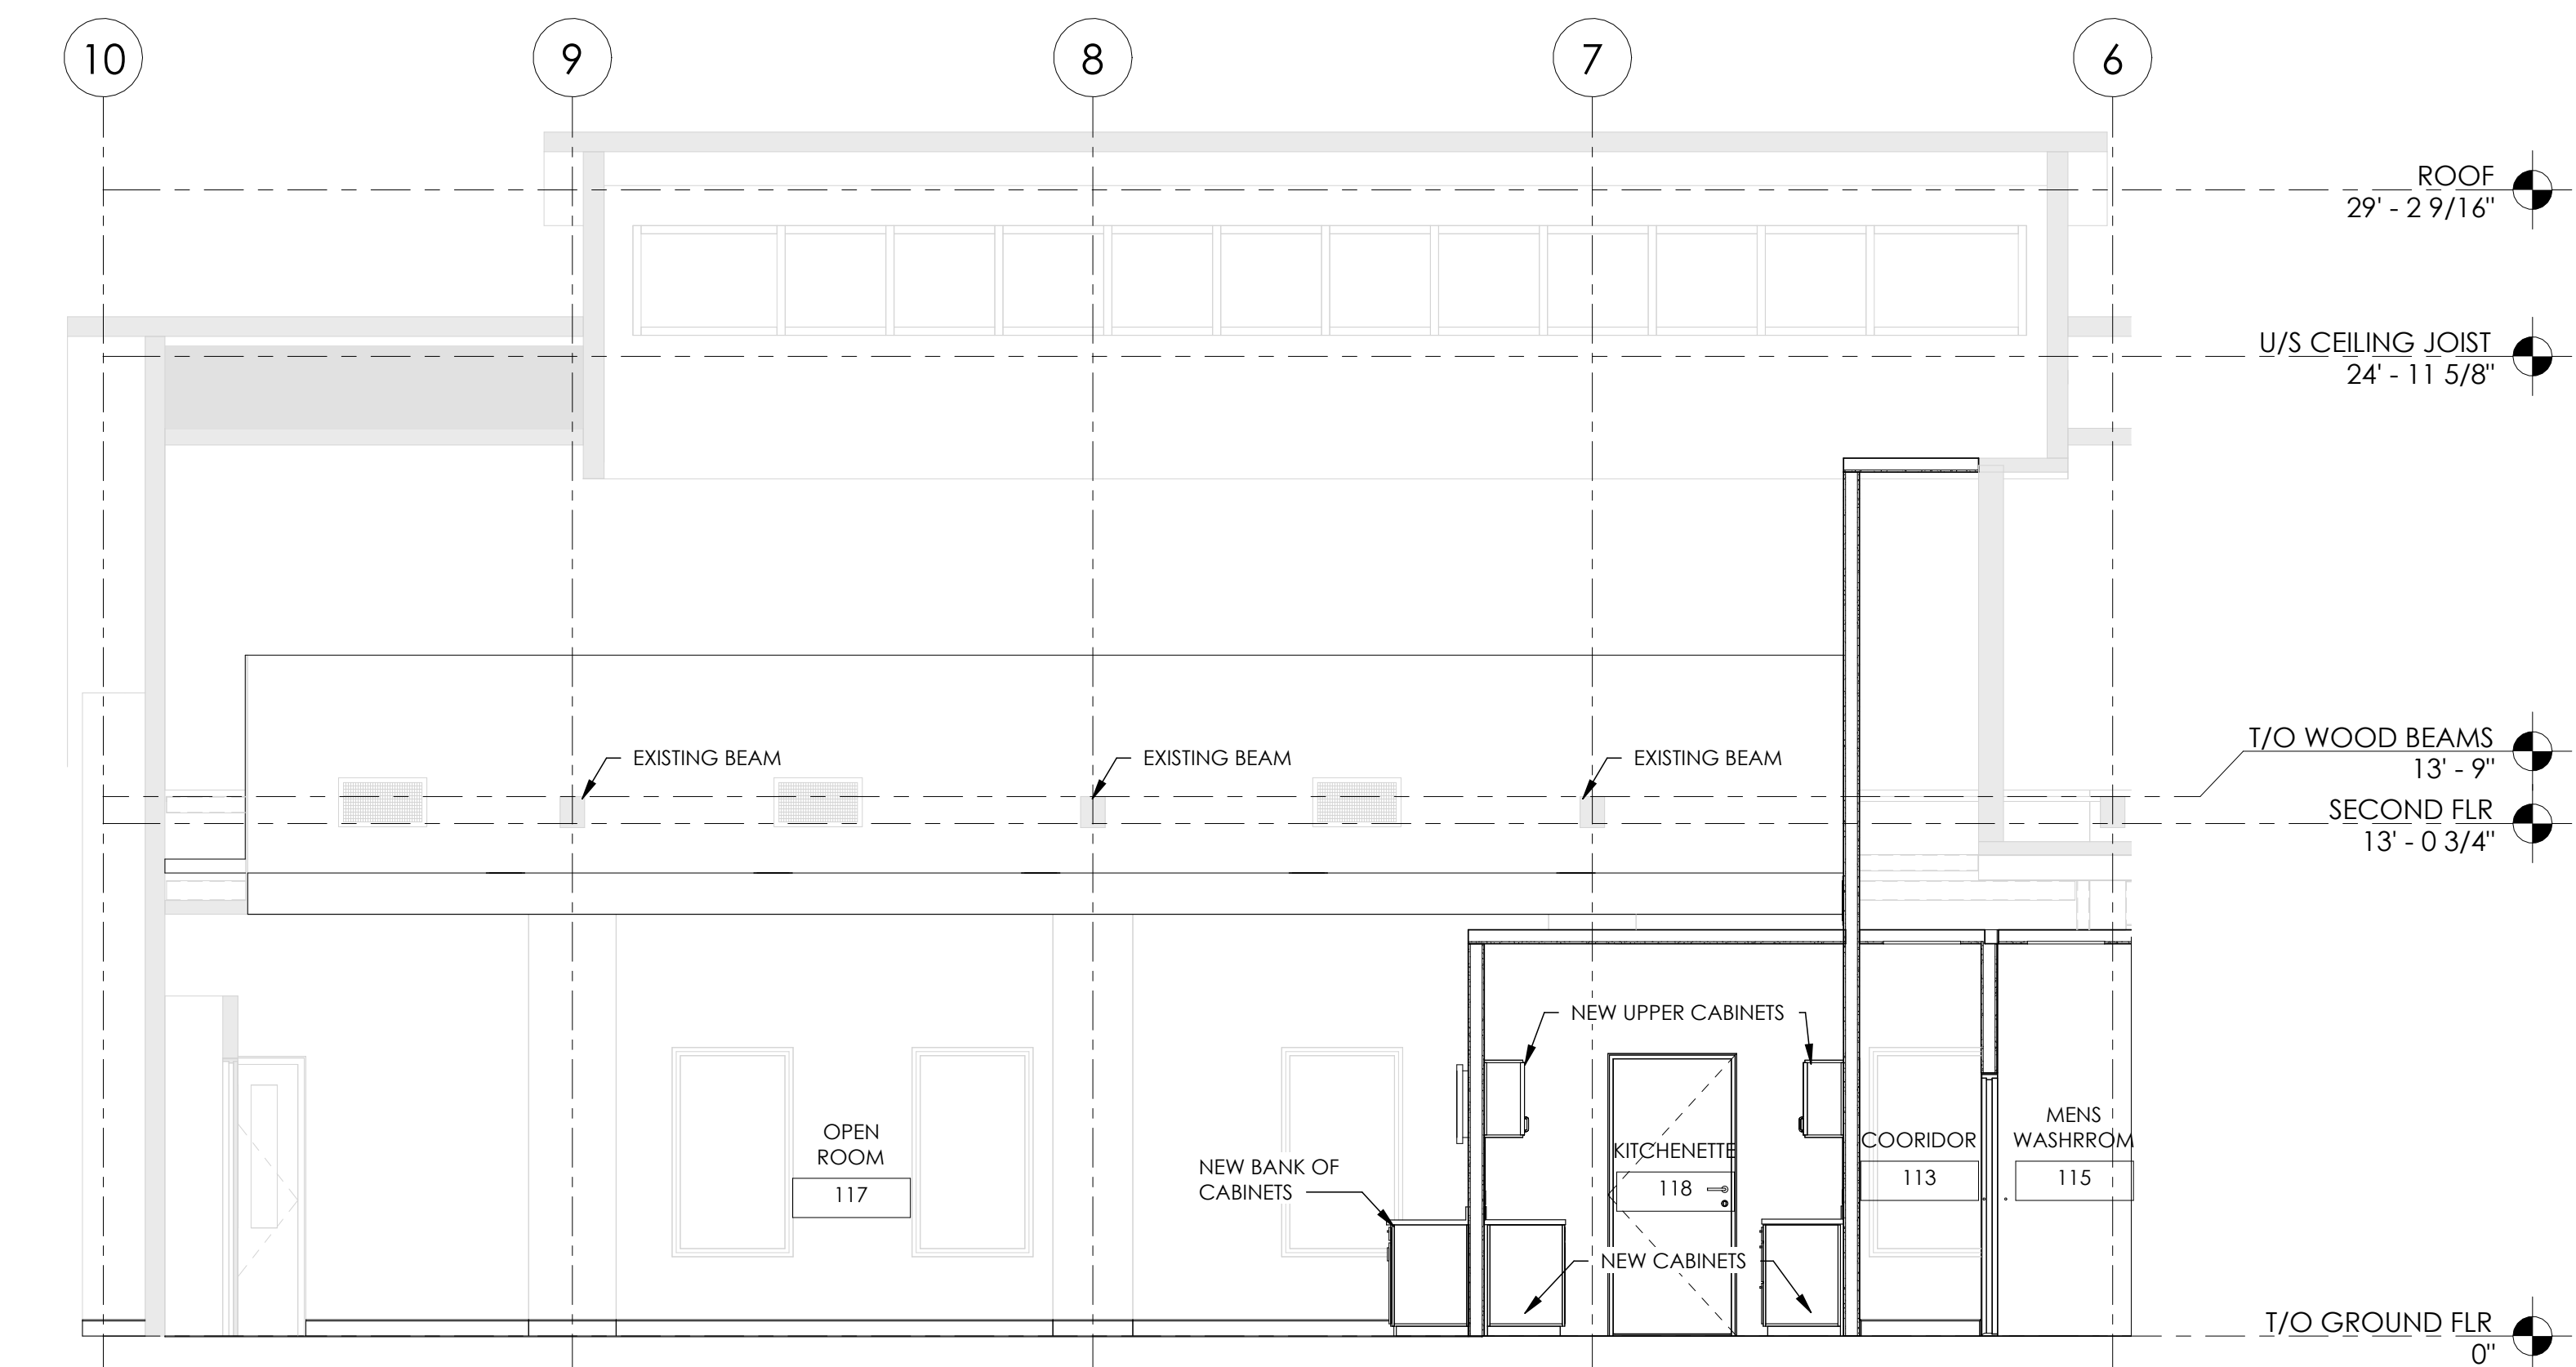 10
9
8
7
6
ROOF
29' - 2 9/16"
U/S CEILING JOIST
24' - 11 5/8"
T/O WOOD BEAMS
13' - 9"
EXISTING BEAM
EXISTING BEAM
EXISTING BEAM
SECOND FLR
13' - 0 3/4"
NEW UPPER CABINETS
OPEN
ROOM
117
NEW BANK OF
CABINETS
KITCHENETTE
118
COORIDOR
113
MENS
WASHRROM
115
NEW CABINETS
T/O GROUND FLR
0"